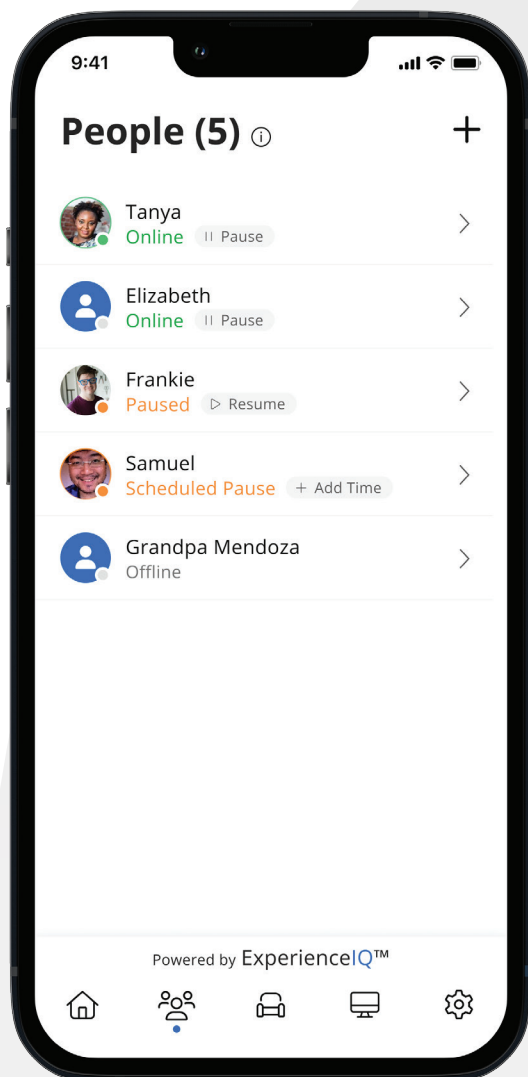 9:41
People (5)
Tanya
Online Pause
Elizabeth
Online Pause
Frankie
Paused Resume
Samuel
Scheduled Pause + Add Time
Grandpa Mendoza
Offline
Powered by ExperienceIQ™